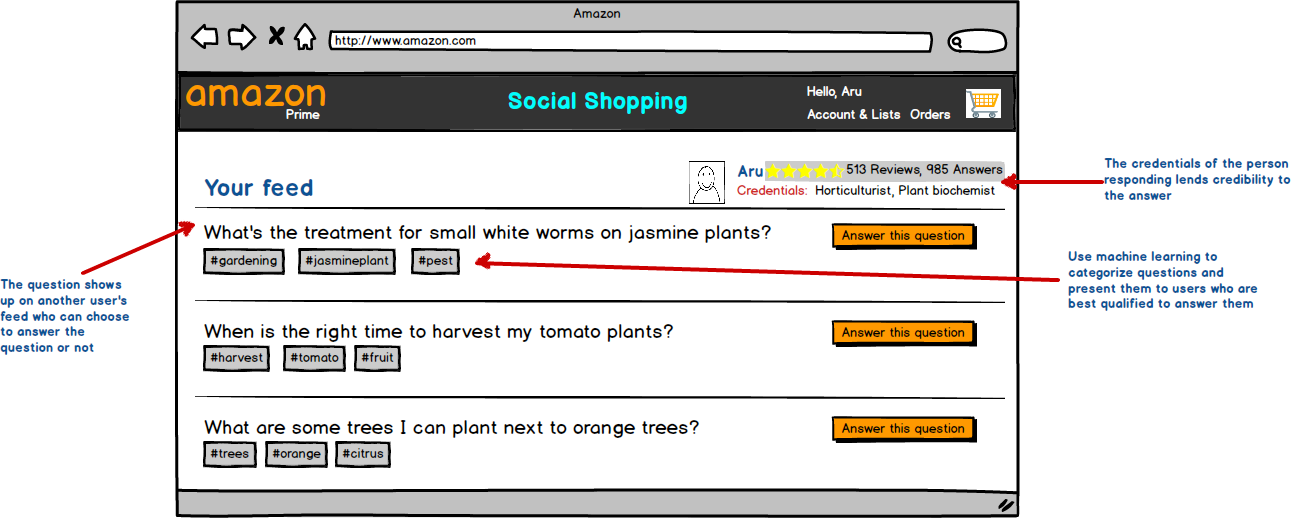 Amazon
http://www.amazon.com
amazon
Prime
Social Shopping
Hello, Aru
Account & Lists Orders
Your feed
Aru 513 Reviews, 985 Answers
Credentials: Horticulturist, Plant biochemist
The credentials of the person
responding lends credibility to
the answer
What's the treatment for small white worms on jasmine plants?
Answer this question
#gardening #jasmineplant #pest
Use machine learning to
categorize questions and
present them to users who are
best qualified to answer them
The question shows
up on another user's
feed who can choose
to answer the
question or not
When is the right time to harvest my tomato plants?
Answer this question
#harvest #tomato #fruit
What are some trees I can plant next to orange trees?
Answer this question
#trees #orange #citrus